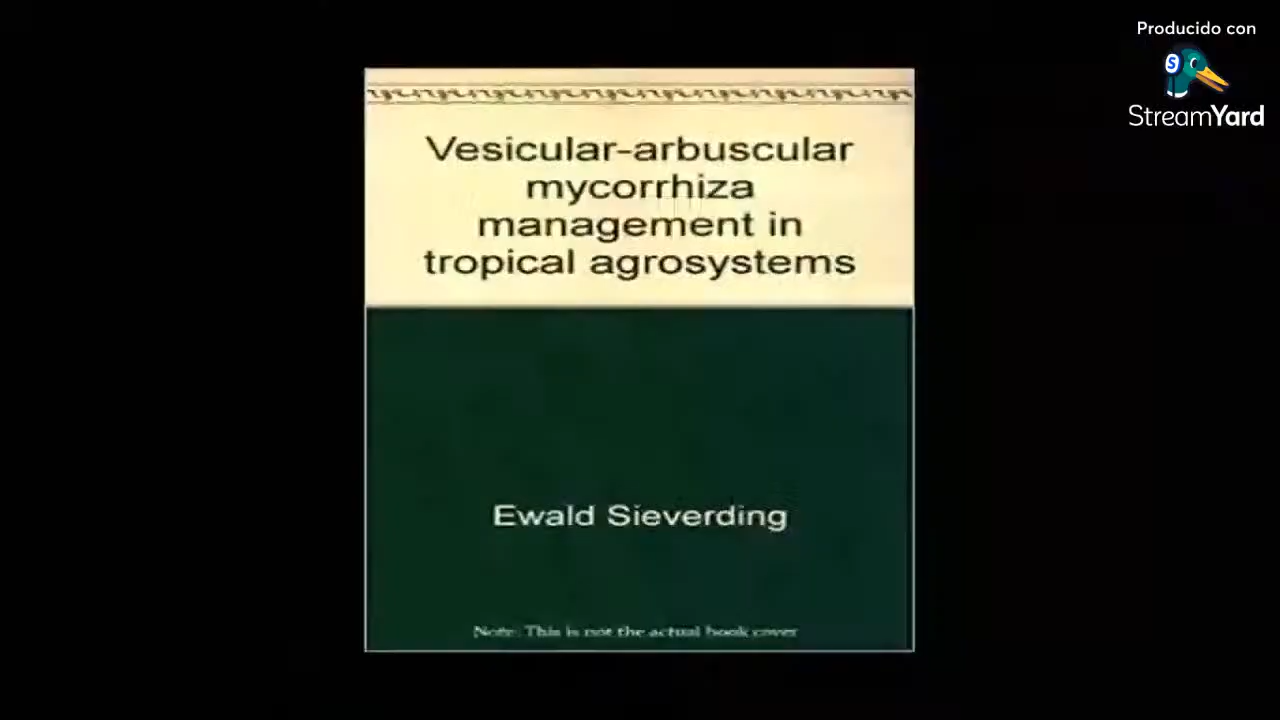 Producido con
StreamYard
Vesicular-arbuscular
mycorrhiza
management in
tropical agrosystems
Ewald Sieverding
Note: This is not the actual book cover